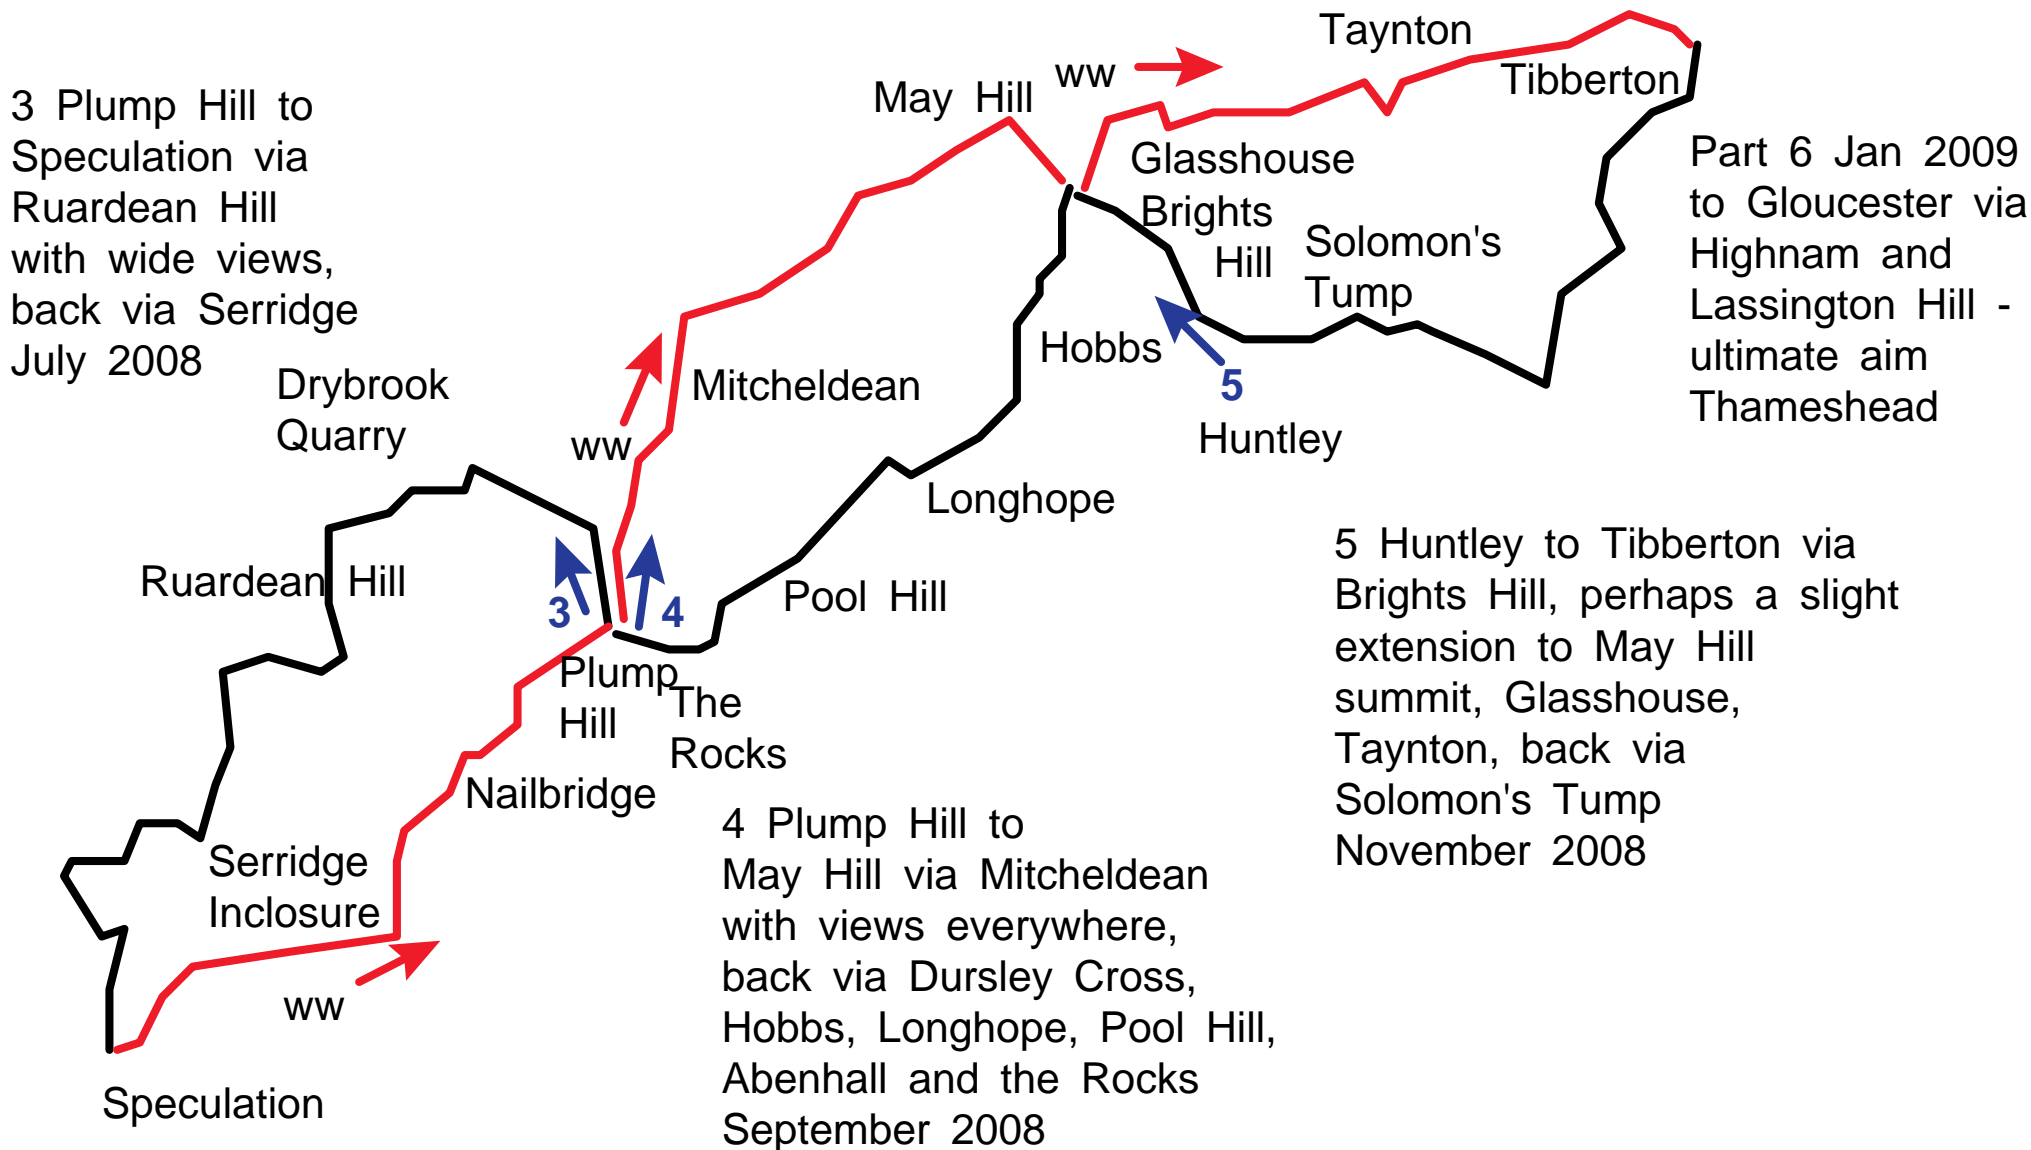 Taynton
ww
Tibberton
May Hill
3 Plump Hill to
Speculation via
Ruardean Hill
with wide views,
back via Serridge
July 2008
Part 6 Jan 2009
to Gloucester via
Highnam and
Lassington Hill -
ultimate aim
Thameshead
Glasshouse
Brights
Hill
Solomon's
Tump
Hobbs
5
Huntley
Drybrook
Quarry
Mitcheldean
ww
Longhope
Ruardean Hill
3
4
Pool Hill
Plump
Hill
The
Rocks
Nailbridge
5 Huntley to Tibberton via
Brights Hill, perhaps a slight
extension to May Hill
summit, Glasshouse,
Taynton, back via
Solomon's Tump
November 2008
Serridge
Inclosure
ww
Speculation
4 Plump Hill to
May Hill via Mitcheldean
with views everywhere,
back via Dursley Cross,
Hobbs, Longhope, Pool Hill,
Abenhall and the Rocks
September 2008